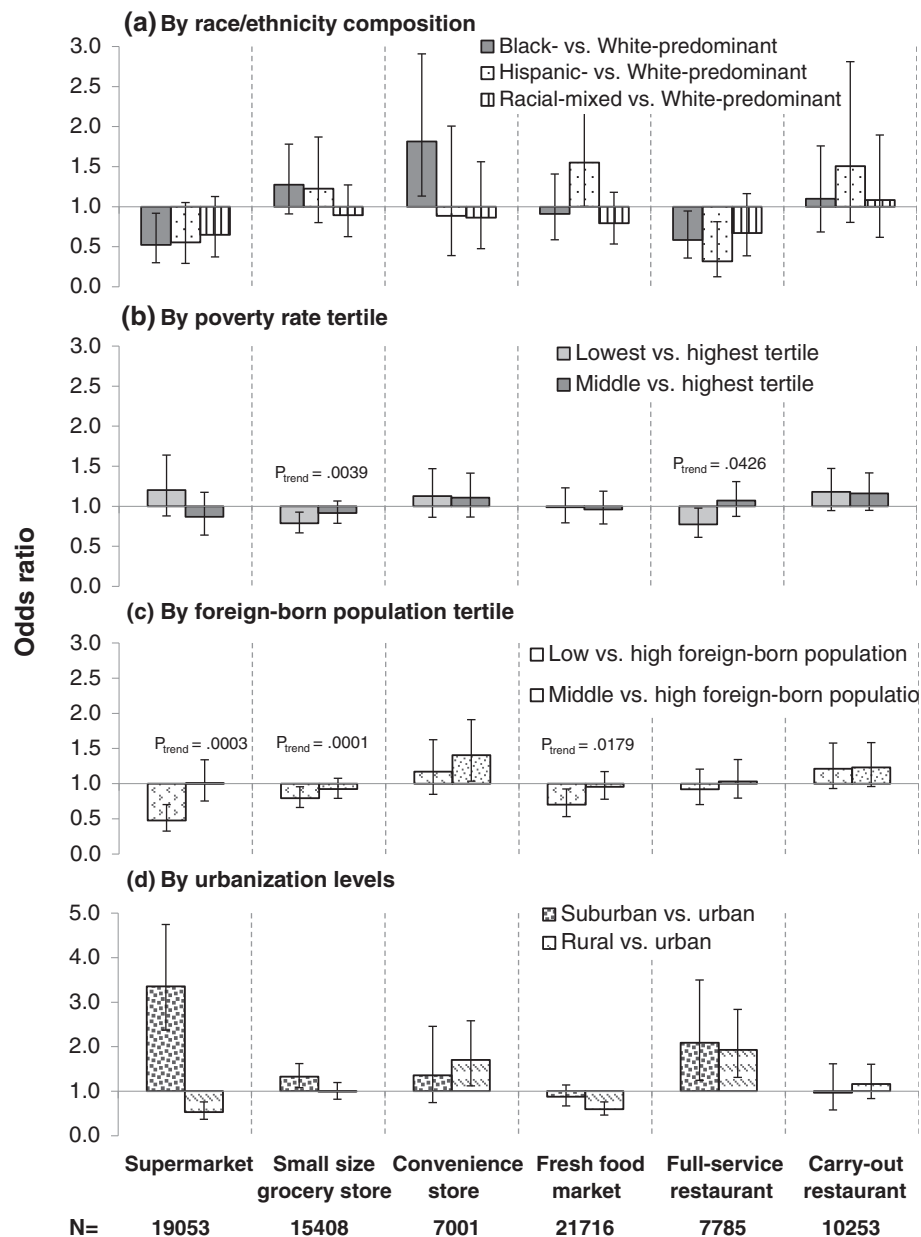 (a) By race/ethnicity composition
3.0
2.5
2.0
1.5
1.0
0.5
0.0
Black- vs. White-predominant
Hispanic- vs. White-predominant
Racial-mixed vs. White-predominant
(b) By poverty rate tertile
3.0
2.5
2.0
1.5
1.0
0.5
0.0
Lowest vs. highest tertile
Middle vs. highest tertile
Ptrend = .0039
Ptrend = .0426
Odds ratio
(c) By foreign-born population tertile
3.0
2.5
2.0
1.5
1.0
0.5
0.0
Low vs. high foreign-born population
Middle vs. high foreign-born populatio
Ptrend = .0003
Ptrend = .0001
Ptrend = .0179
(d) By urbanization levels
5.0
4.0
3.0
2.0
1.0
0.0
Suburban vs. urban
Rural vs. urban
Supermarket
Small size
grocery store
Convenience
store
Fresh food
market
Full-service
restaurant
Carry-out
restaurant
N= 19053 15408 7001 21716 7785 10253